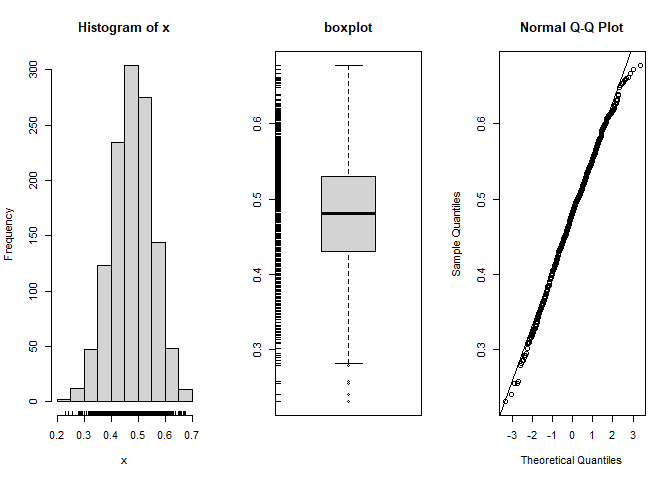 Histogram of x
Frequency
0
50
100
150
200
250
300
0.2 0.3 0.4 0.5 0.6 0.7
x
boxplot
0.3
0.4
0.5
0.6
Normal Q-Q Plot
Sample Quantiles
0.3
0.4
0.5
0.6
-3 -2 -1 0 1 2 3
Theoretical Quantiles